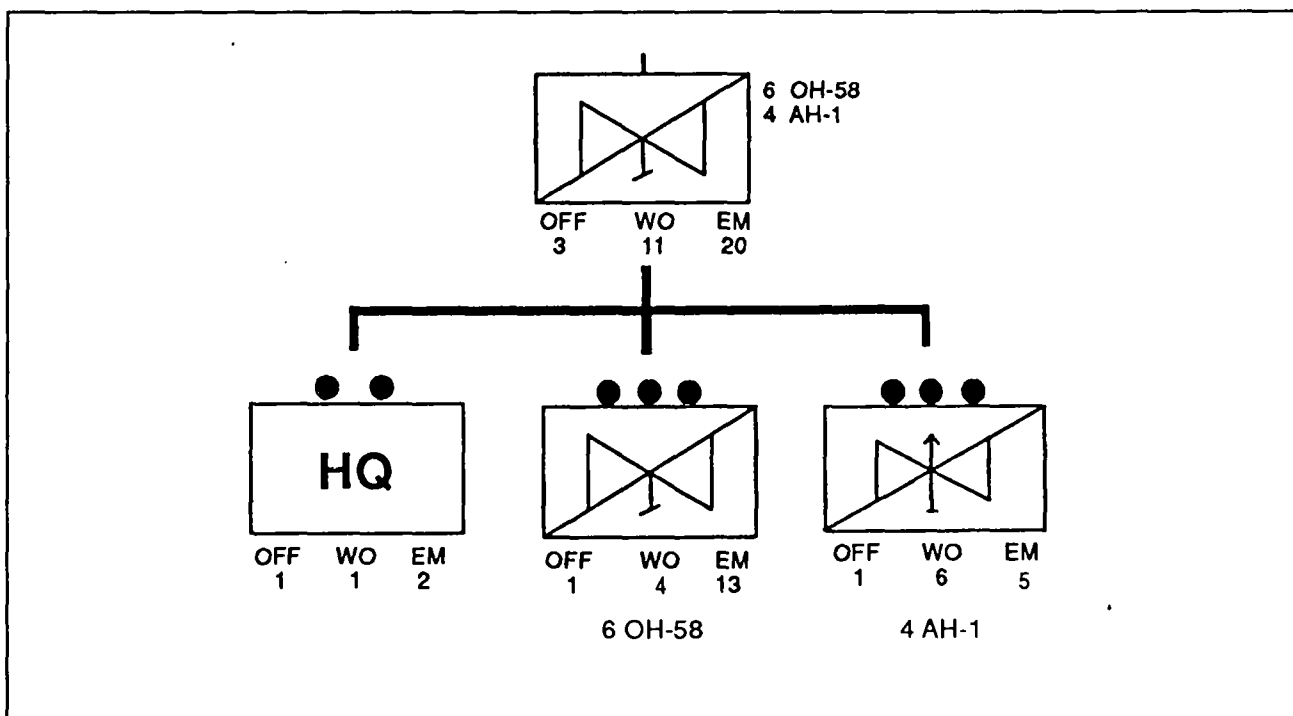 6 OH-58
4 AH-1
OFF WO EM
3 11 20
HQ
OFF WO EM
1 1 2
OFF WO EM
1 4 13
6 OH-58
OFF WO EM
1 6 5
4 AH-1